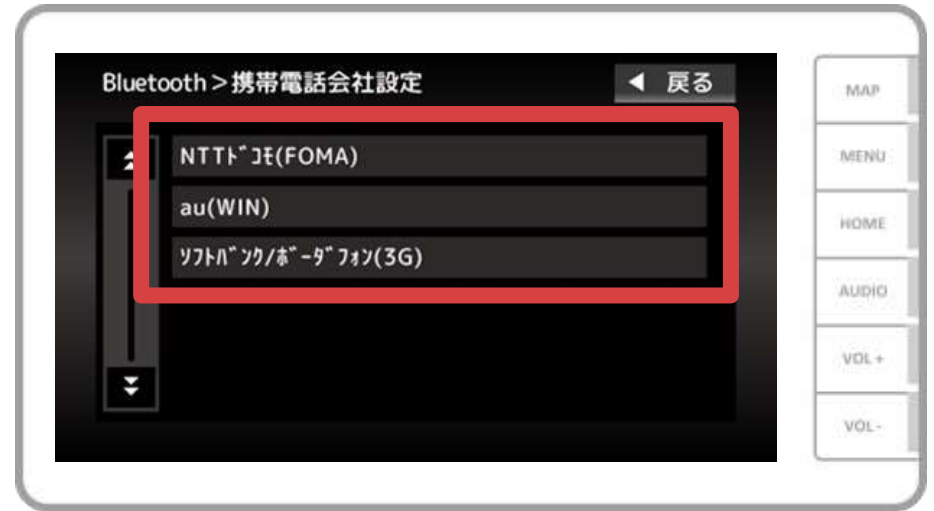 Bluetooth>携帯電話会社設定
◀ 戻る
NTTﾄﾞｺﾓ(FOMA)
au(WIN)
ｿﾌﾄﾊﾞﾝｸ/ﾎﾞｰﾀﾞﾌｫﾝ(3G)
MAP
MENU
HOME
AUDIO
VOL+
VOL-